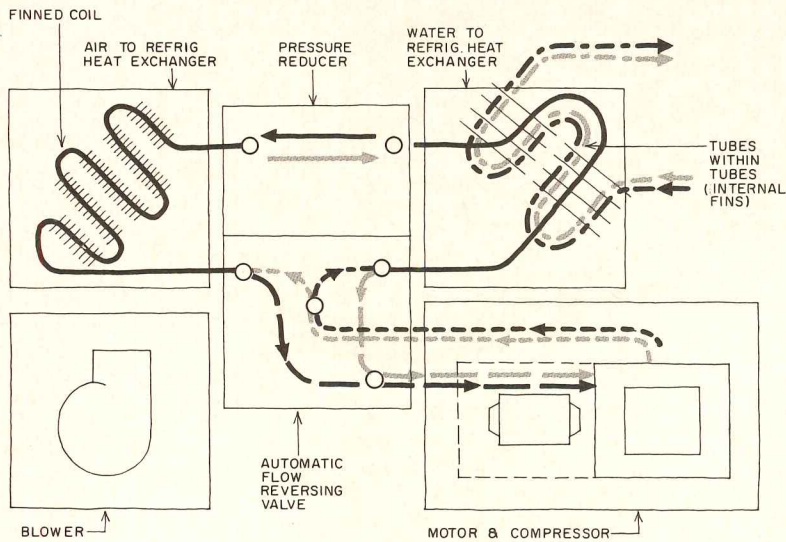 FINNED COIL
AIR TO REFRIG
HEAT EXCHANGER
PRESSURE
REDUCER
WATER TO
REFRIG. HEAT
EXCHANGER
TUBES
WITHIN
TUBES
(INTERNAL
FINS)
AUTOMATIC
FLOW
REVERSING
VALVE
BLOWER
MOTOR & COMPRESSOR